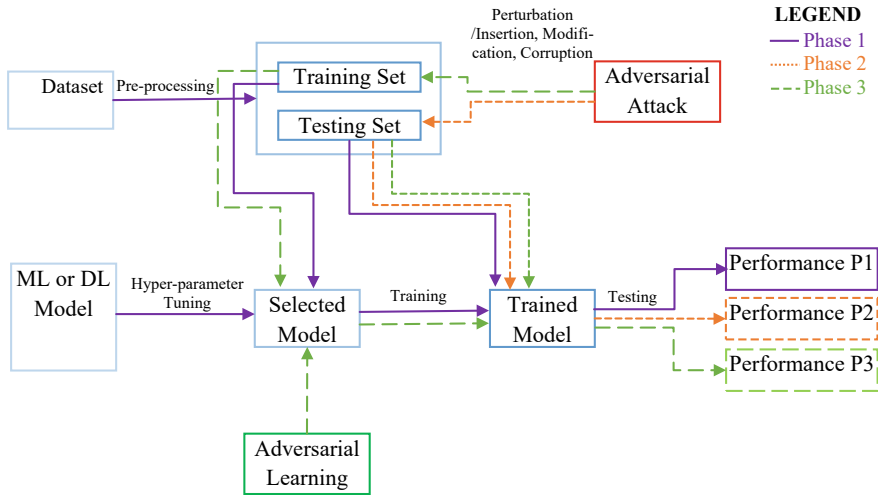 Perturbation
/Insertion, Modifi-
cation, Corruption
LEGEND
Phase 1
Phase 2
Phase 3
Dataset
Pre-processing
Training Set
Testing Set
Adversarial
Attack
ML or DL
Model
Hyper-parameter
Tuning
Selected
Model
Training
Trained
Model
Testing
Performance P1
Performance P2
Performance P3
Adversarial
Learning